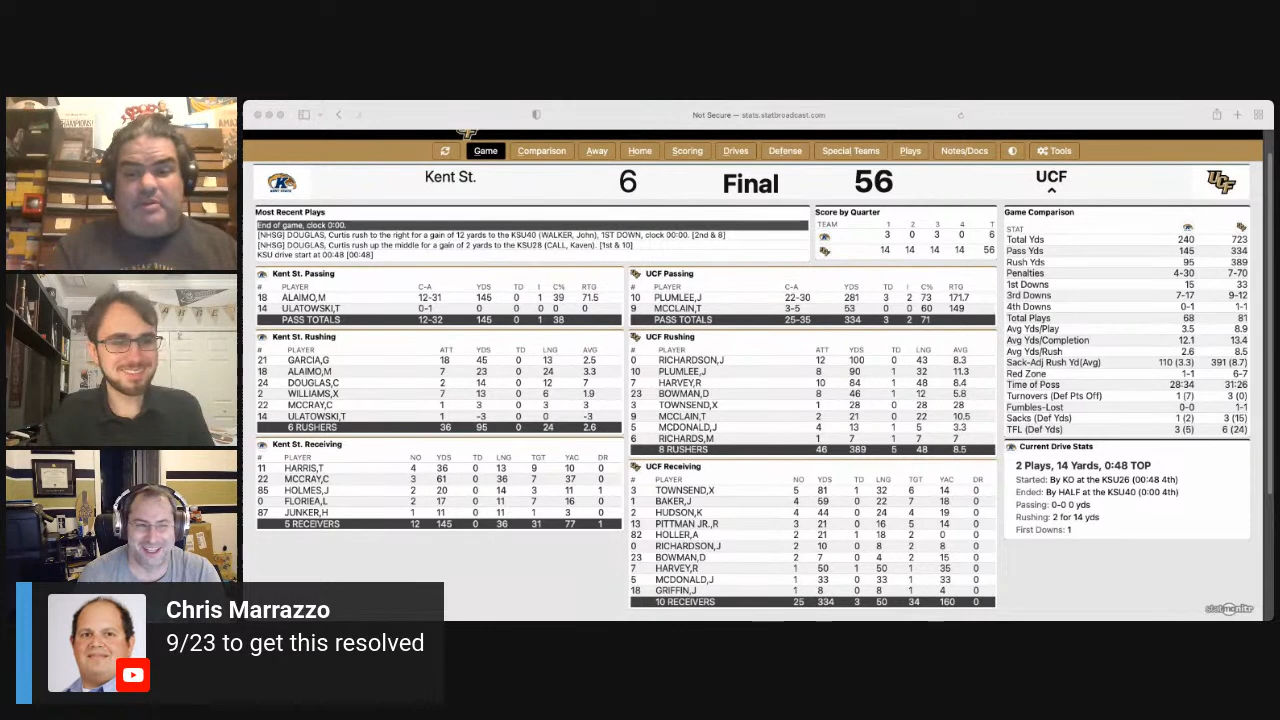 Not Secure — stats.statbroadcast.com
Game Comparison Away Home Scoring Drives Defense Special Teams Plays Notes/Docs Tools
Kent St. 6 Final 56 UCF
Most Recent Plays
End of game, clock 0:00.
[NHSG] DOUGLAS, Curtis rush to the right for a gain of 12 yards to the KSU40 (WALKER, John), 1ST DOWN, clock 00:00. [2nd & 8]
[NHSG] DOUGLAS, Curtis rush up the middle for a gain of 2 yards to the KSU28 (CALL, Kaven). [1st & 10]
KSU drive start at 00:48 [00:48]
Score by Quarter
TEAM 1 2 3 4 T
3 0 3 0 6
14 14 14 14 56
Kent St. Passing
# PLAYER C-A YDS TD I C% RTG
18 ALAIMO,M 12-31 145 0 1 39 71.5
14 ULATOWSKI,T 0-1 0 0 0 0 0
PASS TOTALS 12-32 145 0 1 38
Kent St. Rushing
# PLAYER ATT YDS TD LNG AVG
21 GARCIA,G 18 45 0 13 2.5
18 ALAIMO,M 7 23 0 24 3.3
24 DOUGLAS,C 2 14 0 12 7
2 WILLIAMS,X 7 13 0 6 1.9
22 MCCRAY,C 1 3 0 3 3
14 ULATOWSKI,T 1 -3 0 0 -3
6 RUSHERS 36 95 0 24 2.6
Kent St. Receiving
# PLAYER NO YDS TD LNG TGT YAC DR
11 HARRIS,T 4 36 0 13 9 10 0
22 MCCRAY,C 3 61 0 36 7 37 0
85 HOLMES,J 2 20 0 14 3 11 1
0 FLORIEA,L 2 17 0 11 7 16 0
87 JUNKER,H 1 11 0 11 1 3 0
5 RECEIVERS 12 145 0 36 31 77 1
UCF Passing
# PLAYER C-A YDS TD I C% RTG
10 PLUMLEE,J 22-30 281 3 2 73 171.7
9 MCCLAIN,T 3-5 53 0 0 60 149
PASS TOTALS 25-35 334 3 2 71
UCF Rushing
# PLAYER ATT YDS TD LNG AVG
0 RICHARDSON,J 12 100 0 43 8.3
10 PLUMLEE,J 8 90 1 32 11.3
7 HARVEY,R 10 84 1 48 8.4
23 BOWMAN,D 8 46 1 12 5.8
3 TOWNSEND,X 1 28 0 28 28
9 MCCLAIN,T 2 21 0 22 10.5
5 MCDONALD,J 4 13 1 5 3.3
6 RICHARDS,M 1 7 1 7 7
8 RUSHERS 46 389 5 48 8.5
UCF Receiving
# PLAYER NO YDS TD LNG TGT YAC DR
3 TOWNSEND,X 5 81 1 32 6 14 0
1 BAKER,J 4 59 0 22 7 18 0
2 HUDSON,K 4 44 0 24 4 19 0
13 PITTMAN JR.,R 3 21 0 16 5 14 0
82 HOLLER,A 2 21 1 18 2 0 0
0 RICHARDSON,J 2 10 0 8 2 8 0
23 BOWMAN,D 2 7 0 4 2 15 0
7 HARVEY,R 1 50 1 50 1 35 0
5 MCDONALD,J 1 33 0 33 1 33 0
18 GRIFFIN,J 1 8 0 8 1 4 0
10 RECEIVERS 25 334 3 50 34 160 0
Game Comparison
STAT
Total Yds 240 723
Pass Yds 145 334
Rush Yds 95 389
Penalties 4-30 7-70
1st Downs 15 33
3rd Downs 7-17 9-12
4th Downs 0-1 1-1
Total Plays 68 81
Avg Yds/Play 3.5 8.9
Avg Yds/Completion 12.1 13.4
Avg Yds/Rush 2.6 8.5
Sack-Adj Rush Yd(Avg) 110 (3.3) 391 (8.7)
Red Zone 1-1 6-7
Time of Poss 28:34 31:26
Turnovers (Def Pts Off) 1 (7) 3 (0)
Fumbles-Lost 0-0 1-1
Sacks (Def Yds) 1 (2) 3 (15)
TFL (Def Yds) 3 (5) 6 (24)
Current Drive Stats
2 Plays, 14 Yards, 0:48 TOP
Started: By KO at the KSU26 (00:48 4th)
Ended: By HALF at the KSU40 (0:00 4th)
Passing: 0-0 0 yds
Rushing: 2 for 14 yds
First Downs: 1
statmonitr
Chris Marrazzo
9/23 to get this resolved